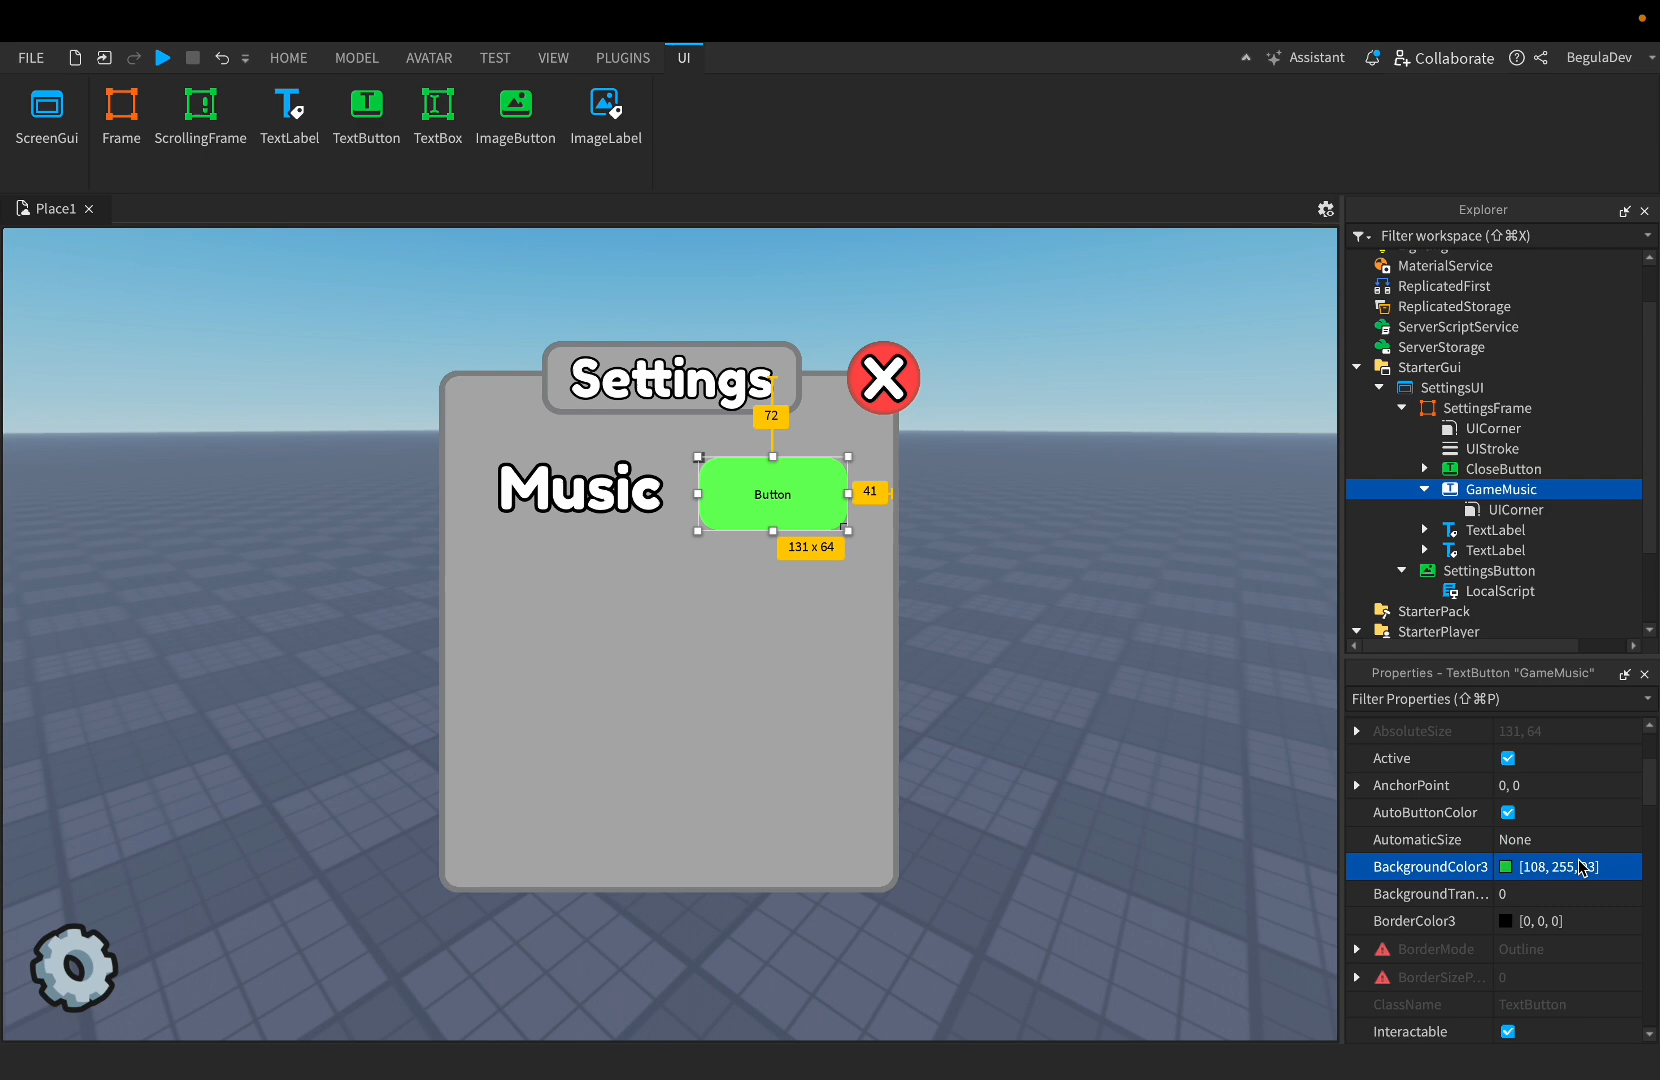 FILE
HOME
MODEL
AVATAR
TEST
VIEW
PLUGINS
UI
Assistant
Collaborate
BegulaDev
ScreenGui
Frame
ScrollingFrame
TextLabel
TextButton
TextBox
ImageButton
ImageLabel
Place1
Explorer
Filter workspace (⇧⌘X)
MaterialService
ReplicatedFirst
ReplicatedStorage
ServerScriptService
ServerStorage
StarterGui
SettingsUI
SettingsFrame
UICorner
UIStroke
CloseButton
GameMusic
UICorner
TextLabel
TextLabel
SettingsButton
LocalScript
StarterPack
StarterPlayer
Settings
72
Music
Button
41
131 x 64
Properties - TextButton "GameMusic"
Filter Properties (⇧⌘P)
AbsoluteSize 131, 64
Active
AnchorPoint 0, 0
AutoButtonColor
AutomaticSize None
BackgroundColor3 [108, 255,
BackgroundTran... 0
BorderColor3 [0, 0, 0]
BorderMode Outline
BorderSizeP... 0
ClassName TextButton
Interactable